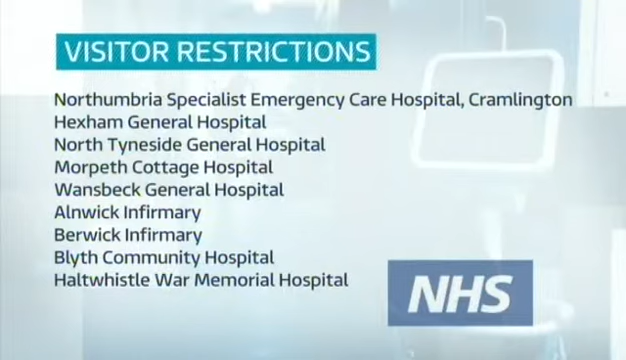 VISITOR RESTRICTIONS
Northumbria Specialist Emergency Care Hospital, Cramlington
Hexham General Hospital
North Tyneside General Hospital
Morpeth Cottage Hospital
Wansbeck General Hospital
Alnwick Infirmary
Berwick Infirmary
Blyth Community Hospital
Haltwhistle War Memorial Hospital
NHS